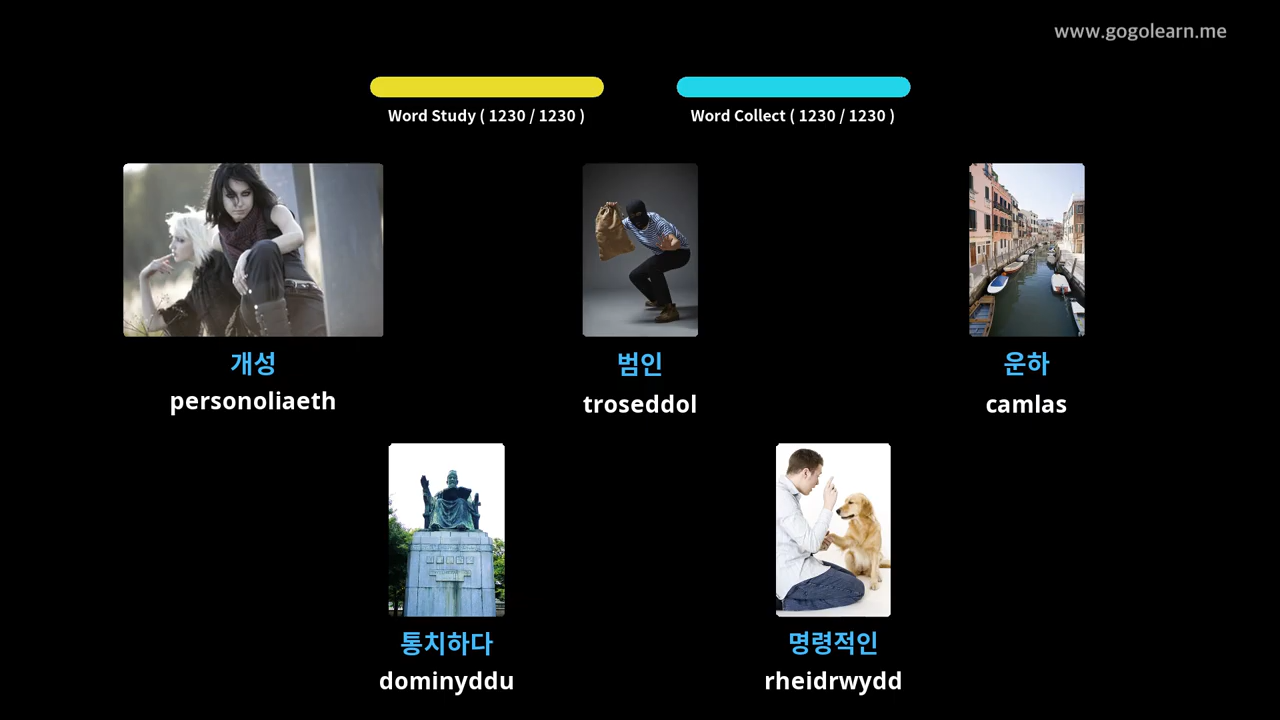 www.gogolearn.me
Word Study ( 1230 / 1230 )
Word Collect ( 1230 / 1230 )
개성
personoliaeth
범인
troseddol
운하
camlas
통치하다
dominyddu
명령적인
rheidrwydd